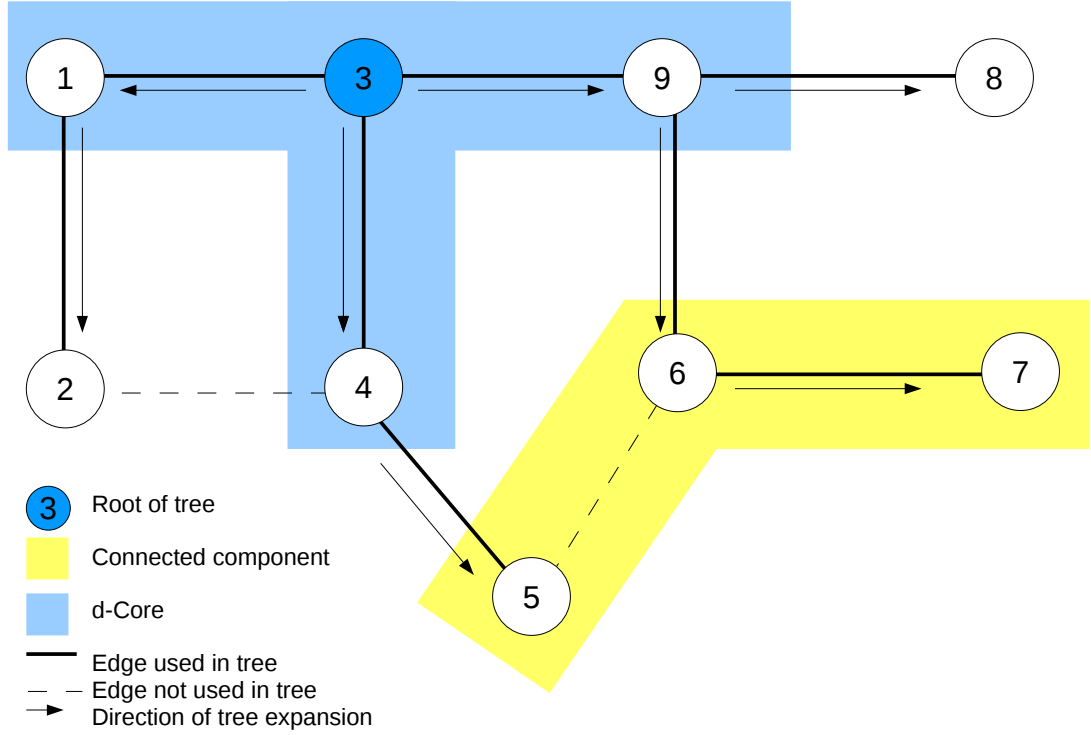 1
3
9
8
2
4
6
7
5
3
Root of tree
Connected component
d-Core
Edge used in tree
Edge not used in tree
Direction of tree expansion